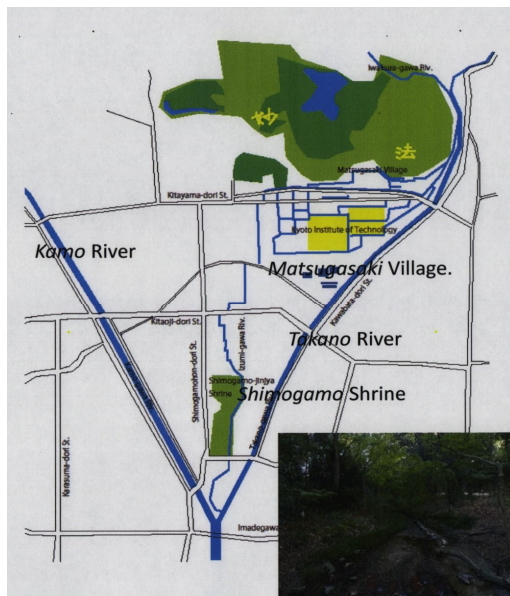 Iwakura-gawa Riv.
妙
法
Matsugasaki Village
Kitayama-dori St.
Kyoto Institute of Technology
Kamo River
Matsugasaki Village.
Kawabata-dori St.
Kitaoji-dori St.
Izumi-gawa Riv.
Takano River
Shimogamohon-dori St.
Shimogamo-jinjya
Shrine
Shimogamo Shrine
Karasuma-dori St.
Imadegawa